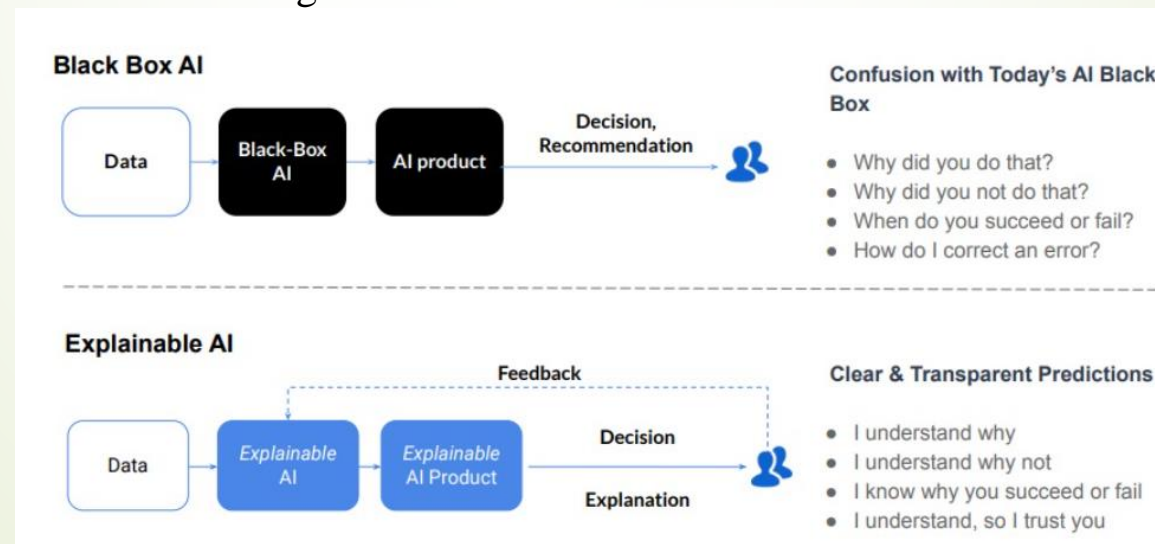 Black Box AI
Data
Black-Box
AI
AI product
Decision,
Recommendation
Confusion with Today's AI Black
Box
● Why did you do that?
● Why did you not do that?
● When do you succeed or fail?
● How do I correct an error?
Explainable AI
Feedback
Data
Explainable
AI
Explainable
AI Product
Decision
Explanation
Clear & Transparent Predictions
● I understand why
● I understand why not
● I know why you succeed or fail
● I understand, so I trust you